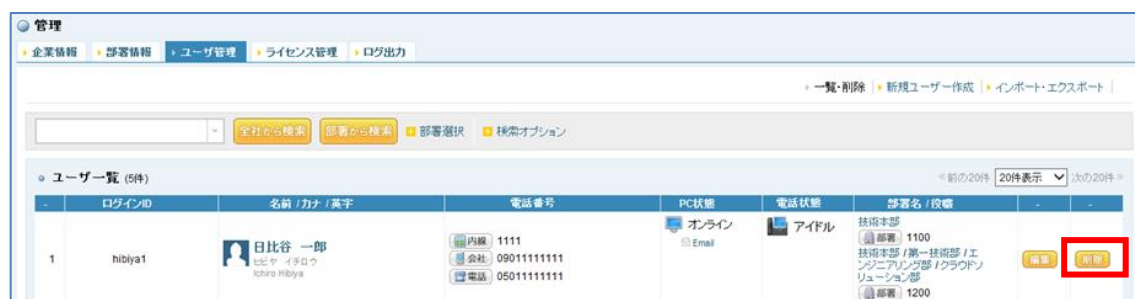 管理
企業情報 部署情報 ユーザ管理 ライセンス管理 ログ出力
一覧・削除 新規ユーザー作成 インポート・エクスポート
全社から検索 部署から検索 部署選択 検索オプション
ユーザ一覧 (5件) «前の20件 20件表示 次の20件»
- ログインID 名前 /カナ /英字 電話番号 PC状態 電話状態 部署名 /役職 - -
1 hibiya1
日比谷 一郎
ヒビヤ イチロウ
Ichiro Hibiya
内線 1111
会社 09011111111
電話 05011111111
オンライン
Email
アイドル
技術本部
部署 1100
技術本部 /第一技術部 /エ
ンジニアリング部 /クラウドソ
リューション部
部署 1200
編集 削除